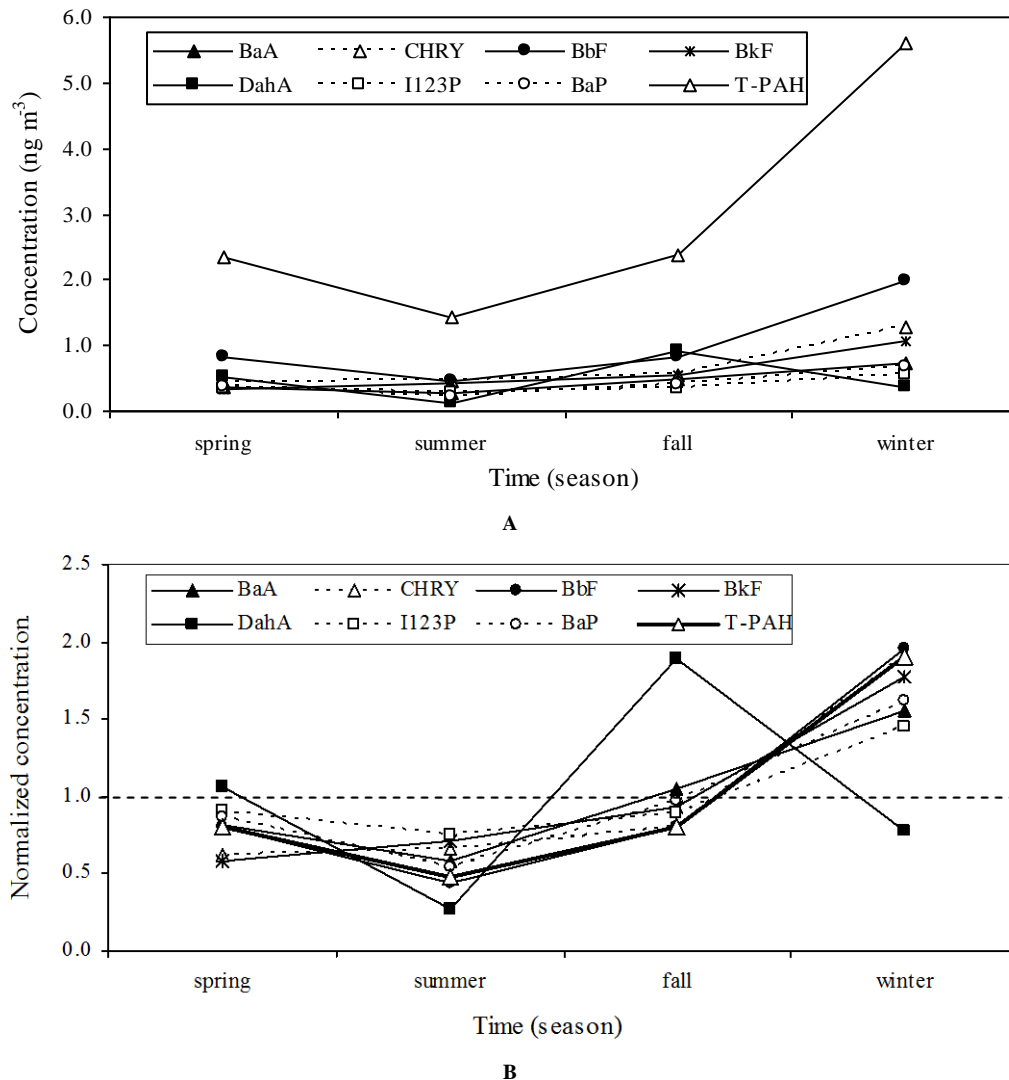 6.0
5.0
4.0
3.0
2.0
1.0
0.0
Concentration (ng m-3)
BaA CHRY BbF BkF
DahA I123P BaP T-PAH
spring summer fall winter
Time (season)
A
2.5
2.0
1.5
1.0
0.5
0.0
Normalized concentration
BaA CHRY BbF BkF
DahA I123P BaP T-PAH
spring summer fall winter
Time (season)
B